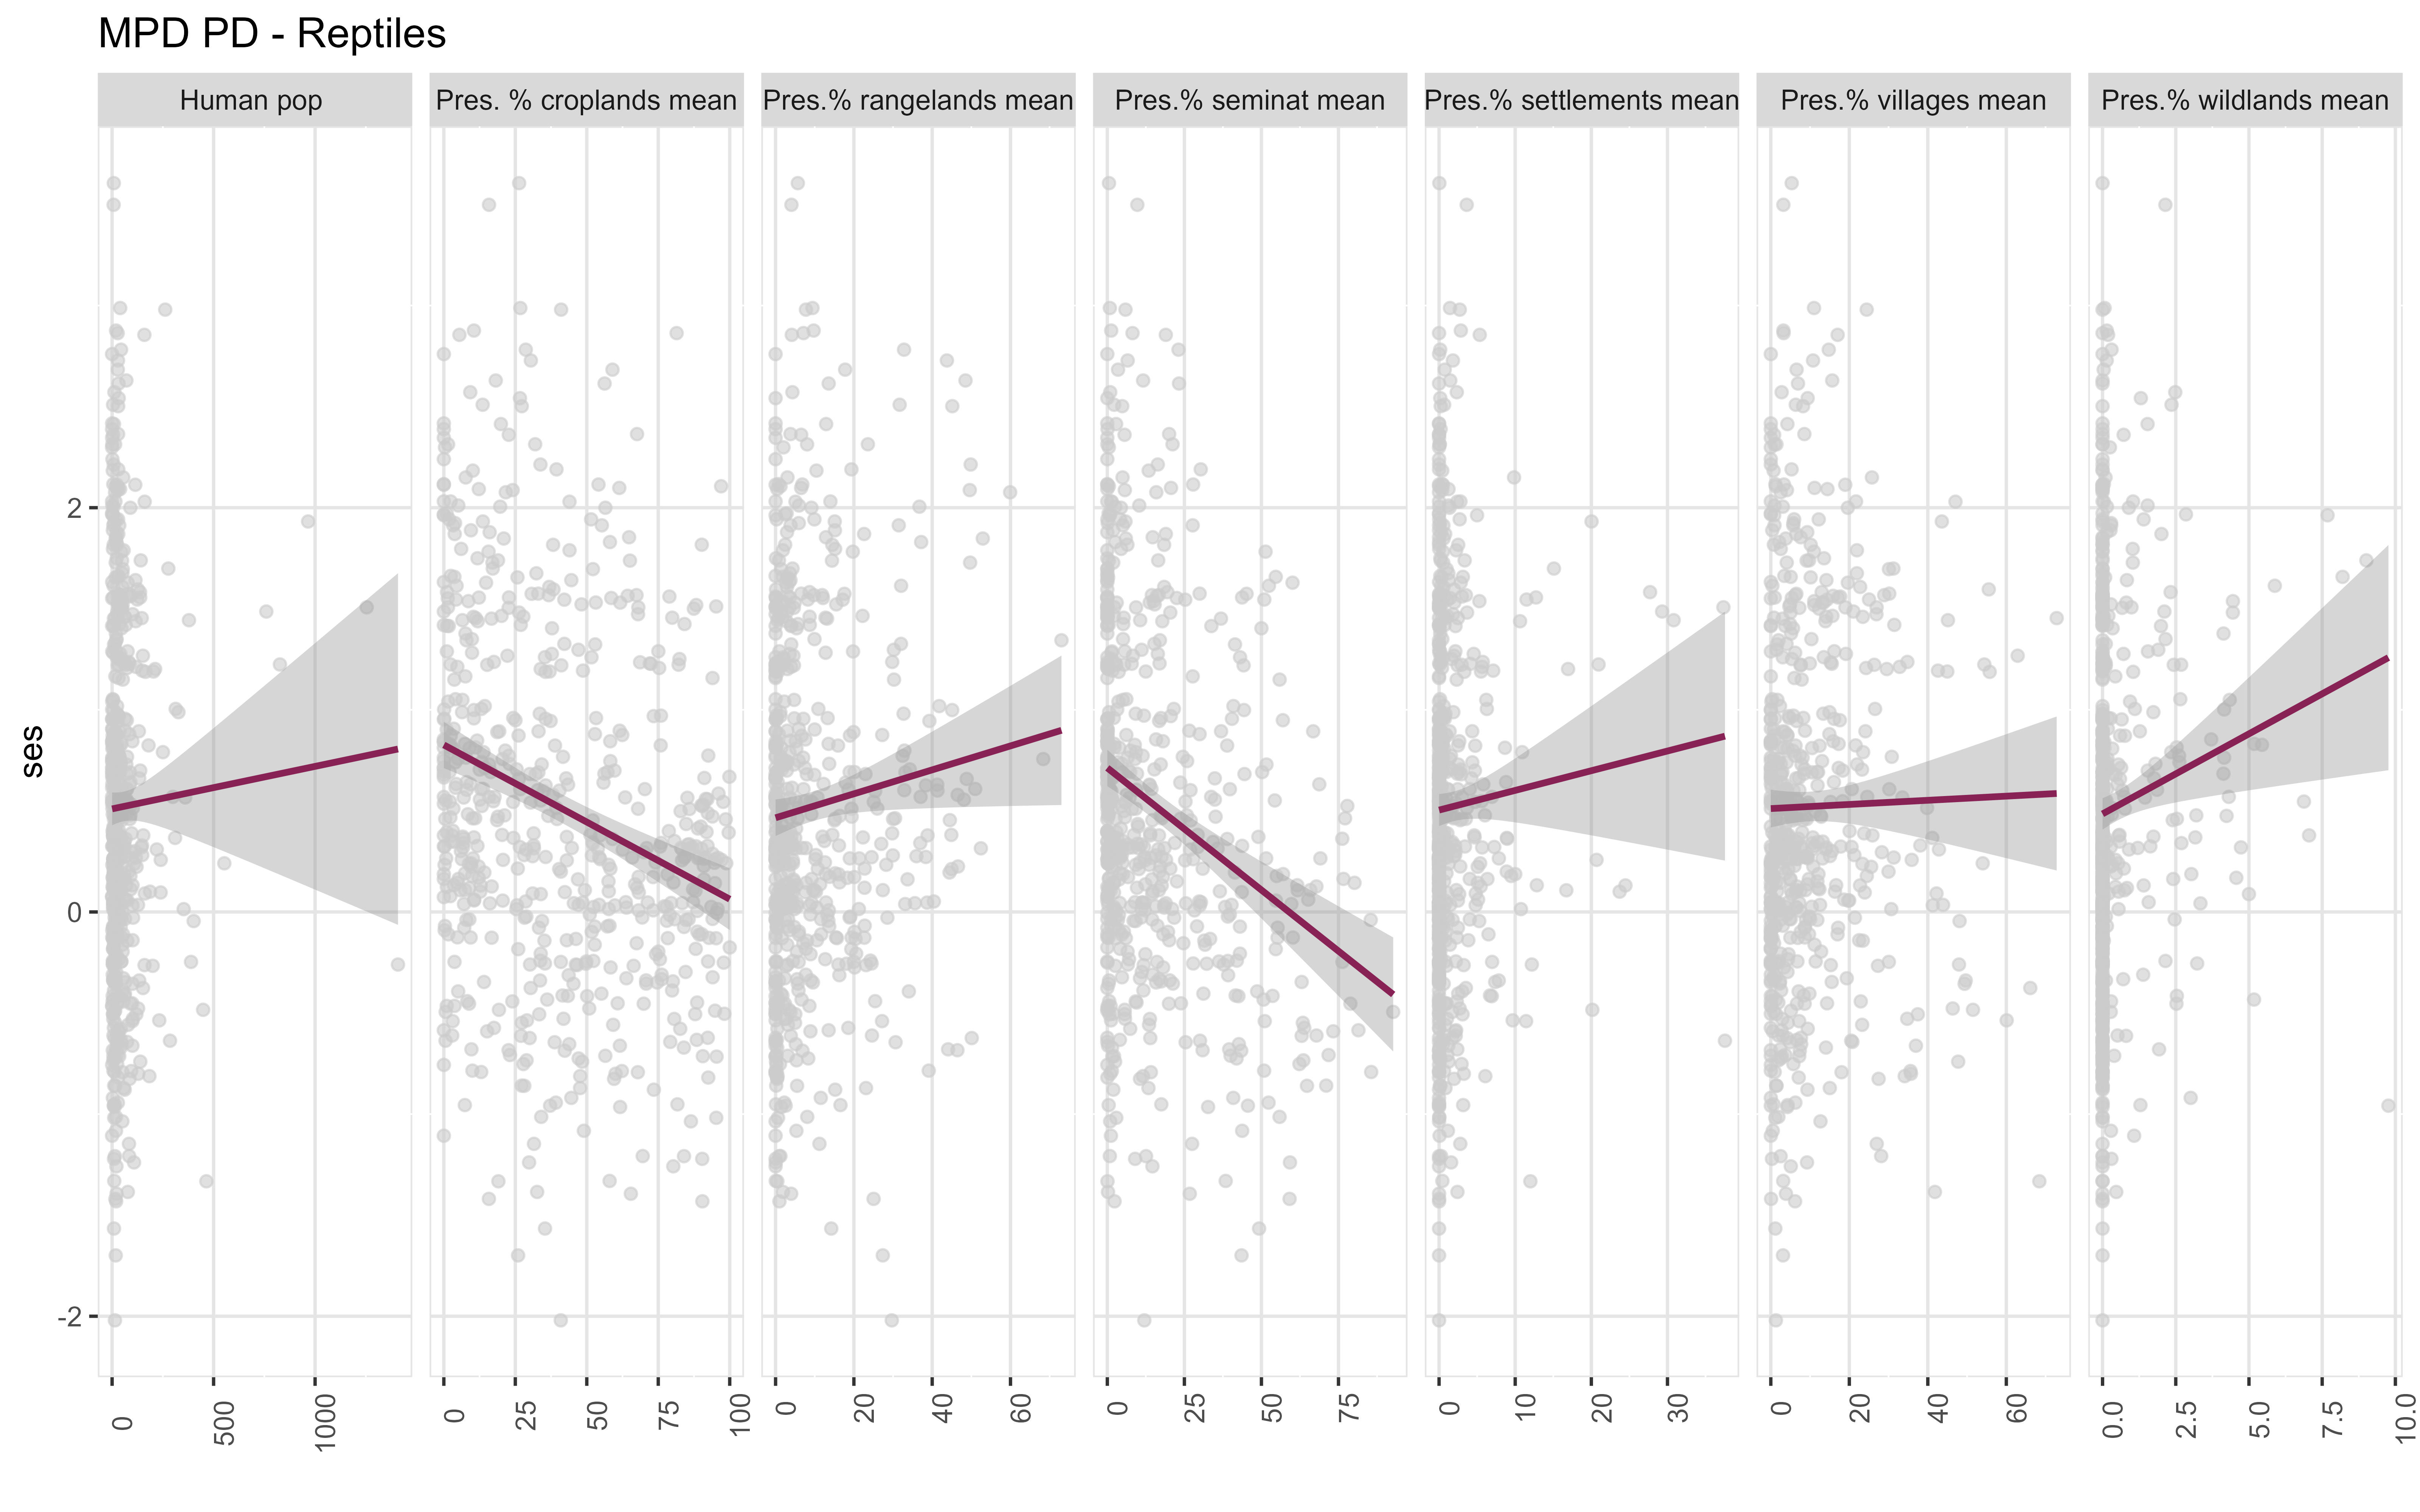 MPD PD - Reptiles
Human pop
Pres. % croplands mean
Pres.% rangelands mean
Pres.% seminat mean
Pres.% settlements mean
Pres.% villages mean
Pres.% wildlands mean
ses
2
0
-2
0 500 1000
0 25 50 75 100
0 20 40 60
0 25 50 75
0 10 20 30
0 20 40 60
0.0 2.5 5.0 7.5 10.0